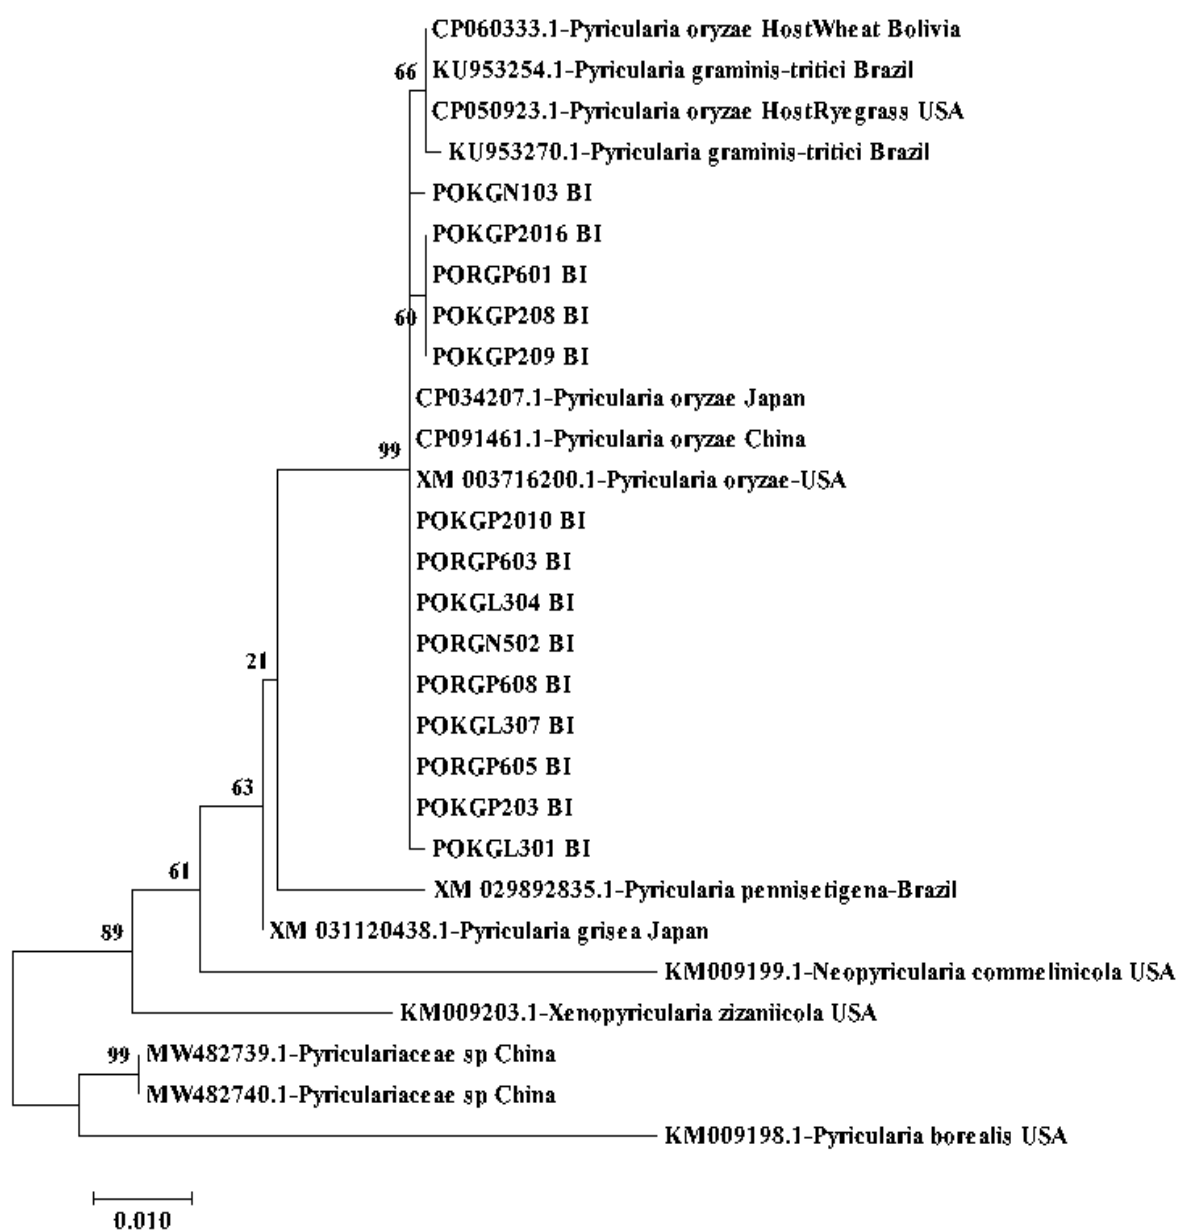 CP060333.1-Pyricularia oryzae HostWheat Bolivia
66
KU953254.1-Pyricularia graminis-tritici Brazil
CP050923.1-Pyricularia oryzae HostRyegrass USA
KU953270.1-Pyricularia graminis-tritici Brazil
POKGN103 BI
POKGP2016 BI
PORGP601 BI
POKGP208 BI
60
POKGP209 BI
CP034207.1-Pyricularia oryzae Japan
CP091461.1-Pyricularia oryzae China
99
XM 003716200.1-Pyricularia oryzae-USA
POKGP2010 BI
PORGP603 BI
POKGL304 BI
PORGN502 BI
21
PORGP608 BI
POKGL307 BI
PORGP605 BI
63
POKGP203 BI
POKGL301 BI
61
XM 029892835.1-Pyricularia pennisetigena-Brazil
89
XM 031120438.1-Pyricularia grisea Japan
KM009199.1-Neopyricularia commelinicola USA
KM009203.1-Xenopyricularia zizaniicola USA
99
MW482739.1-Pyriculariaceae sp China
MW482740.1-Pyriculariaceae sp China
KM009198.1-Pyricularia borealis USA
0.010